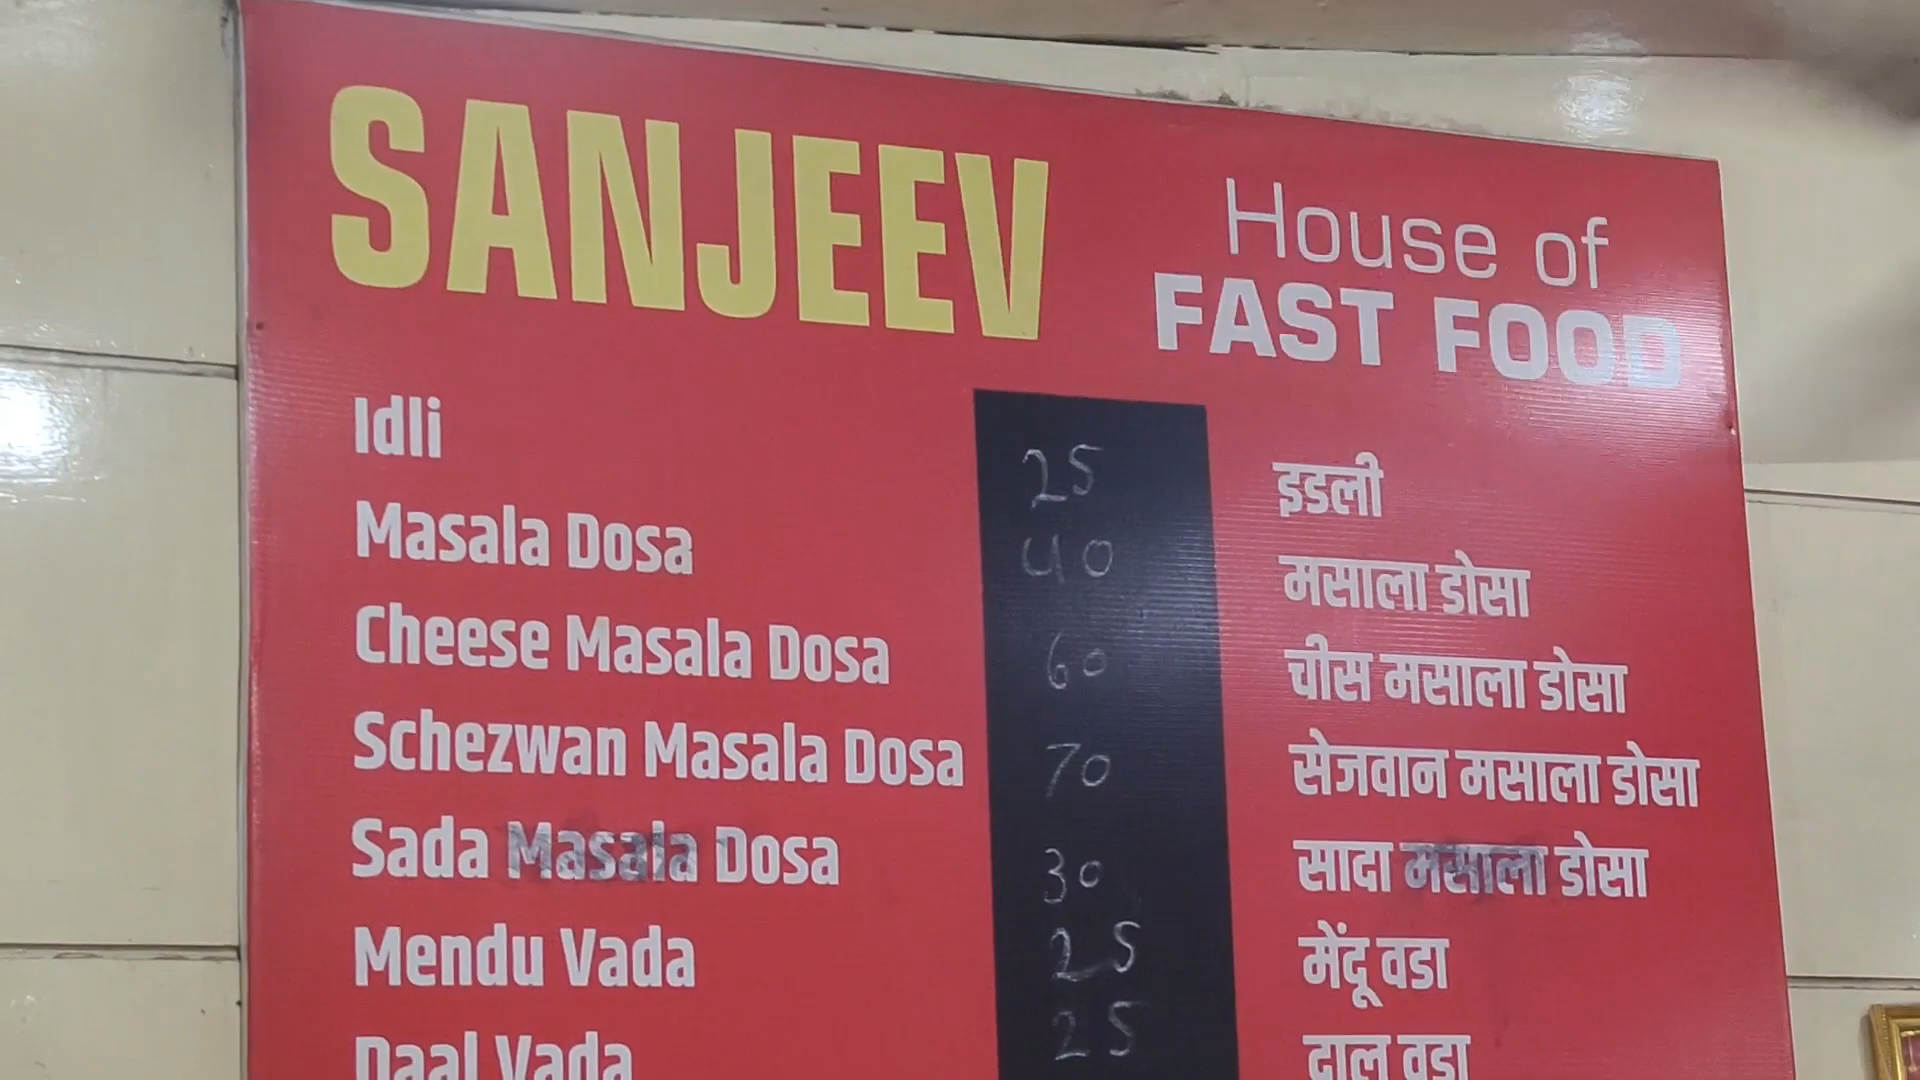 SANJEEV
House of
FAST FOOD
Idli 25 इडली
Masala Dosa 40 मसाला डोसा
Cheese Masala Dosa 60 चीस मसाला डोसा
Schezwan Masala Dosa 70 सेजवान मसाला डोसा
Sada Masala Dosa 30 सादा मसाला डोसा
Mendu Vada 25 मेंदू वडा
Daal Vada 25 दाल वडा